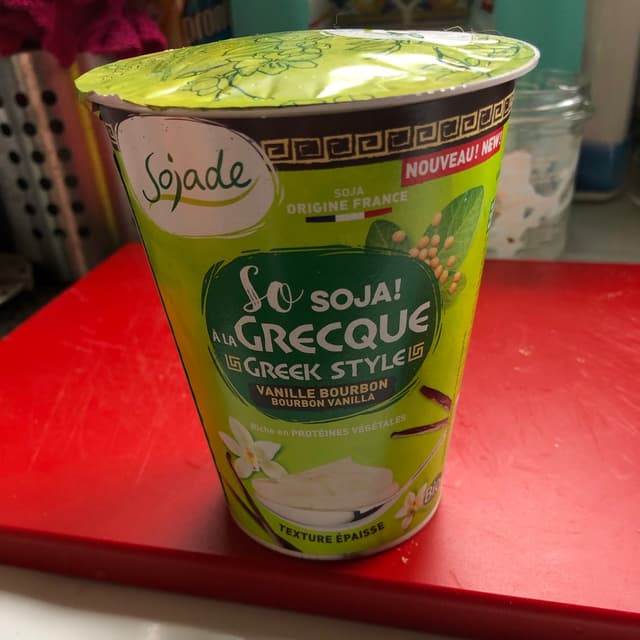 Sojade
NOUVEAU! NEW!
SOJA
ORIGINE FRANCE
So SOJA!
À LA GRECQUE
GREEK STYLE
VANILLE BOURBON
BOURBON VANILLA
Riche en PROTÉINES VÉGÉTALES
TEXTURE ÉPAISSE